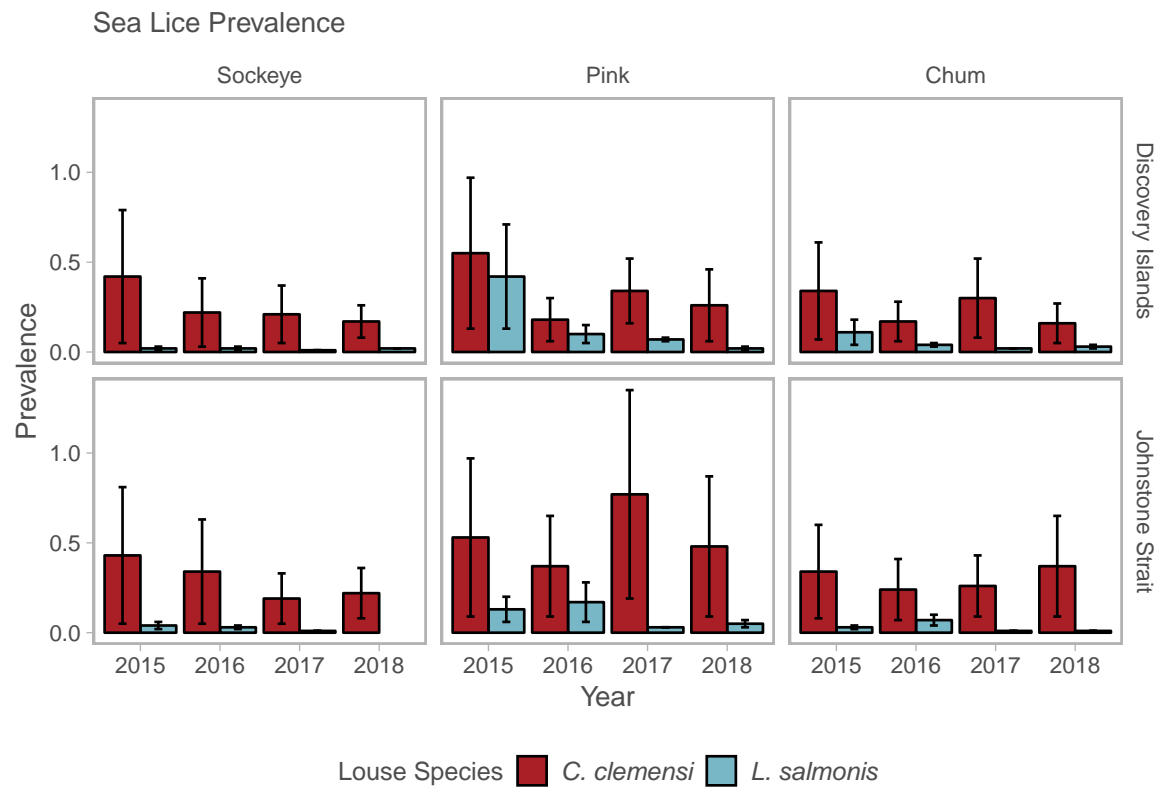 Sea Lice Prevalence
Sockeye Pink Chum
Discovery Islands
1.0
0.5
0.0
Prevalence
Johnstone Strait
1.0
0.5
0.0
2015 2016 2017 2018 2015 2016 2017 2018 2015 2016 2017 2018
Year
Louse Species C. clemensi L. salmonis